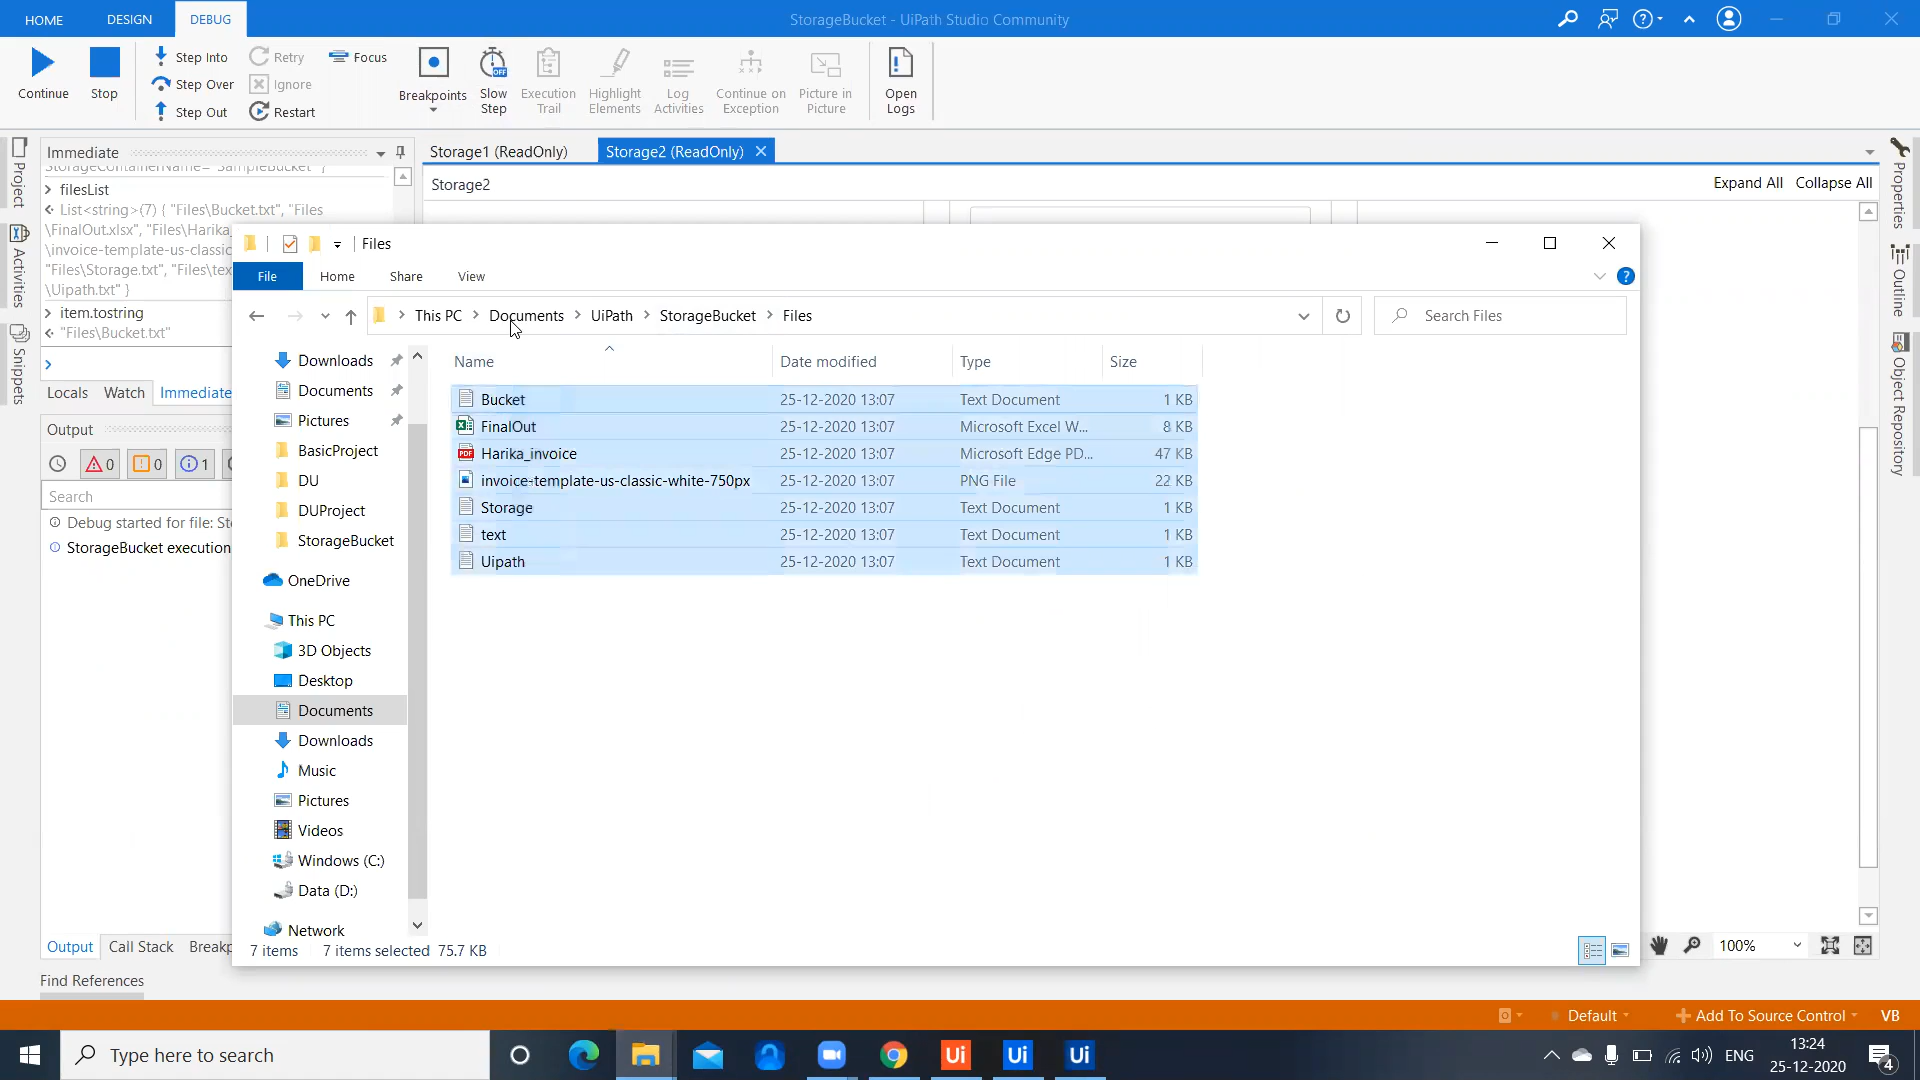 HOME
DESIGN
DEBUG
StorageBucket - UiPath Studio Community
Continue
Stop
Step Into
Step Over
Step Out
Retry
Ignore
Restart
Focus
Breakpoints
Slow
Step
Execution
Trail
Highlight
Elements
Log
Activities
Continue on
Exception
Picture in
Picture
Open
Logs
Project
Activities
Snippets
Immediate
StorageContainerName="SampleBucket" }
filesList
List<string>(7) { "Files\Bucket.txt", "Files
\FinalOut.xlsx", "Files\Harika_
\invoice-template-us-classic
"Files\Storage.txt", "Files\tex
\Uipath.txt" }
item.tostring
"Files\Bucket.txt"
Locals
Watch
Immediate
Output
0
0
1
Search
Debug started for file: Sto
StorageBucket execution
Output
Call Stack
Breakp
Find References
Storage1 (ReadOnly)
Storage2 (ReadOnly)
Storage2
Expand All
Collapse All
Properties
Outline
Object Repository
Files
File
Home
Share
View
This PC
Documents
UiPath
StorageBucket
Files
Search Files
Downloads
Documents
Pictures
BasicProject
DU
DUProject
StorageBucket
OneDrive
This PC
3D Objects
Desktop
Documents
Downloads
Music
Pictures
Videos
Windows (C:)
Data (D:)
Network
Name Date modified Type Size
Bucket 25-12-2020 13:07 Text Document 1 KB
FinalOut 25-12-2020 13:07 Microsoft Excel W... 8 KB
Harika_invoice 25-12-2020 13:07 Microsoft Edge PD... 47 KB
invoice-template-us-classic-white-750px 25-12-2020 13:07 PNG File 22 KB
Storage 25-12-2020 13:07 Text Document 1 KB
text 25-12-2020 13:07 Text Document 1 KB
Uipath 25-12-2020 13:07 Text Document 1 KB
7 items
7 items selected 75.7 KB
100%
Default
Add To Source Control
VB
Type here to search
Ui
Ui
Ui
ENG
13:24
25-12-2020
4